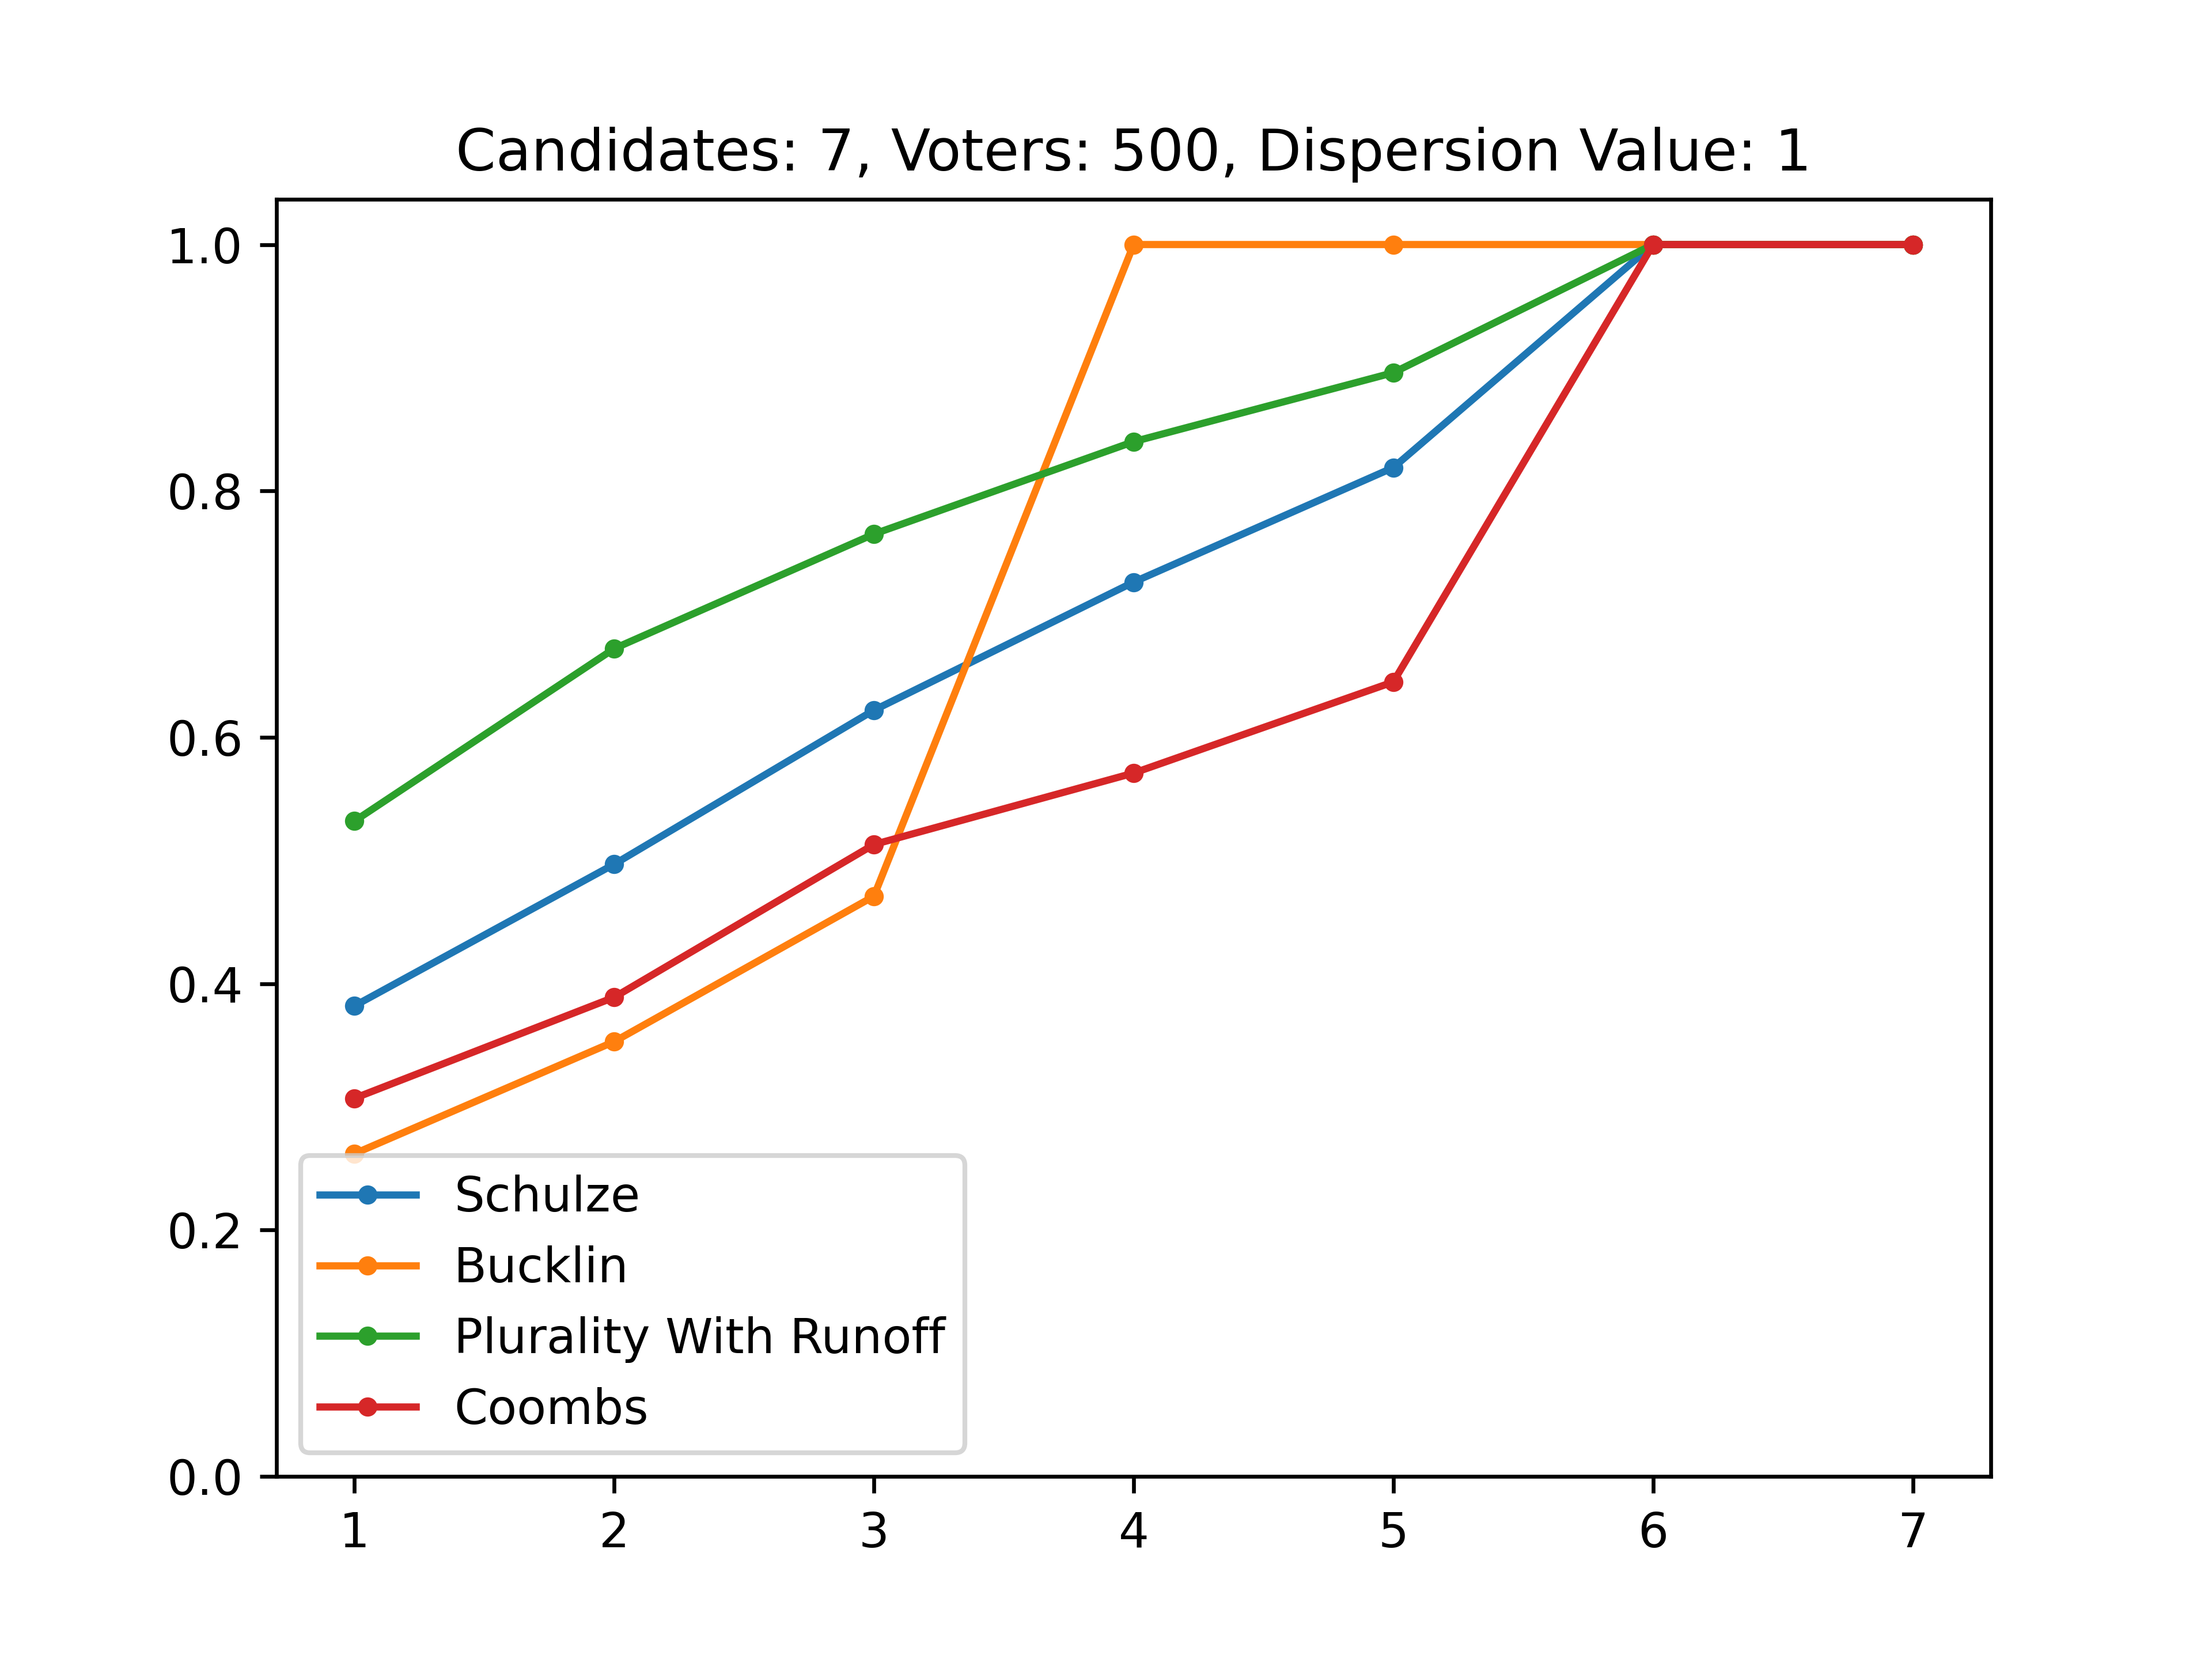 Candidates: 7, Voters: 500, Dispersion Value: 1
1.0
0.8
0.6
0.4
0.2
0.0
Schulze
Bucklin
Plurality With Runoff
Coombs
1 2 3 4 5 6 7